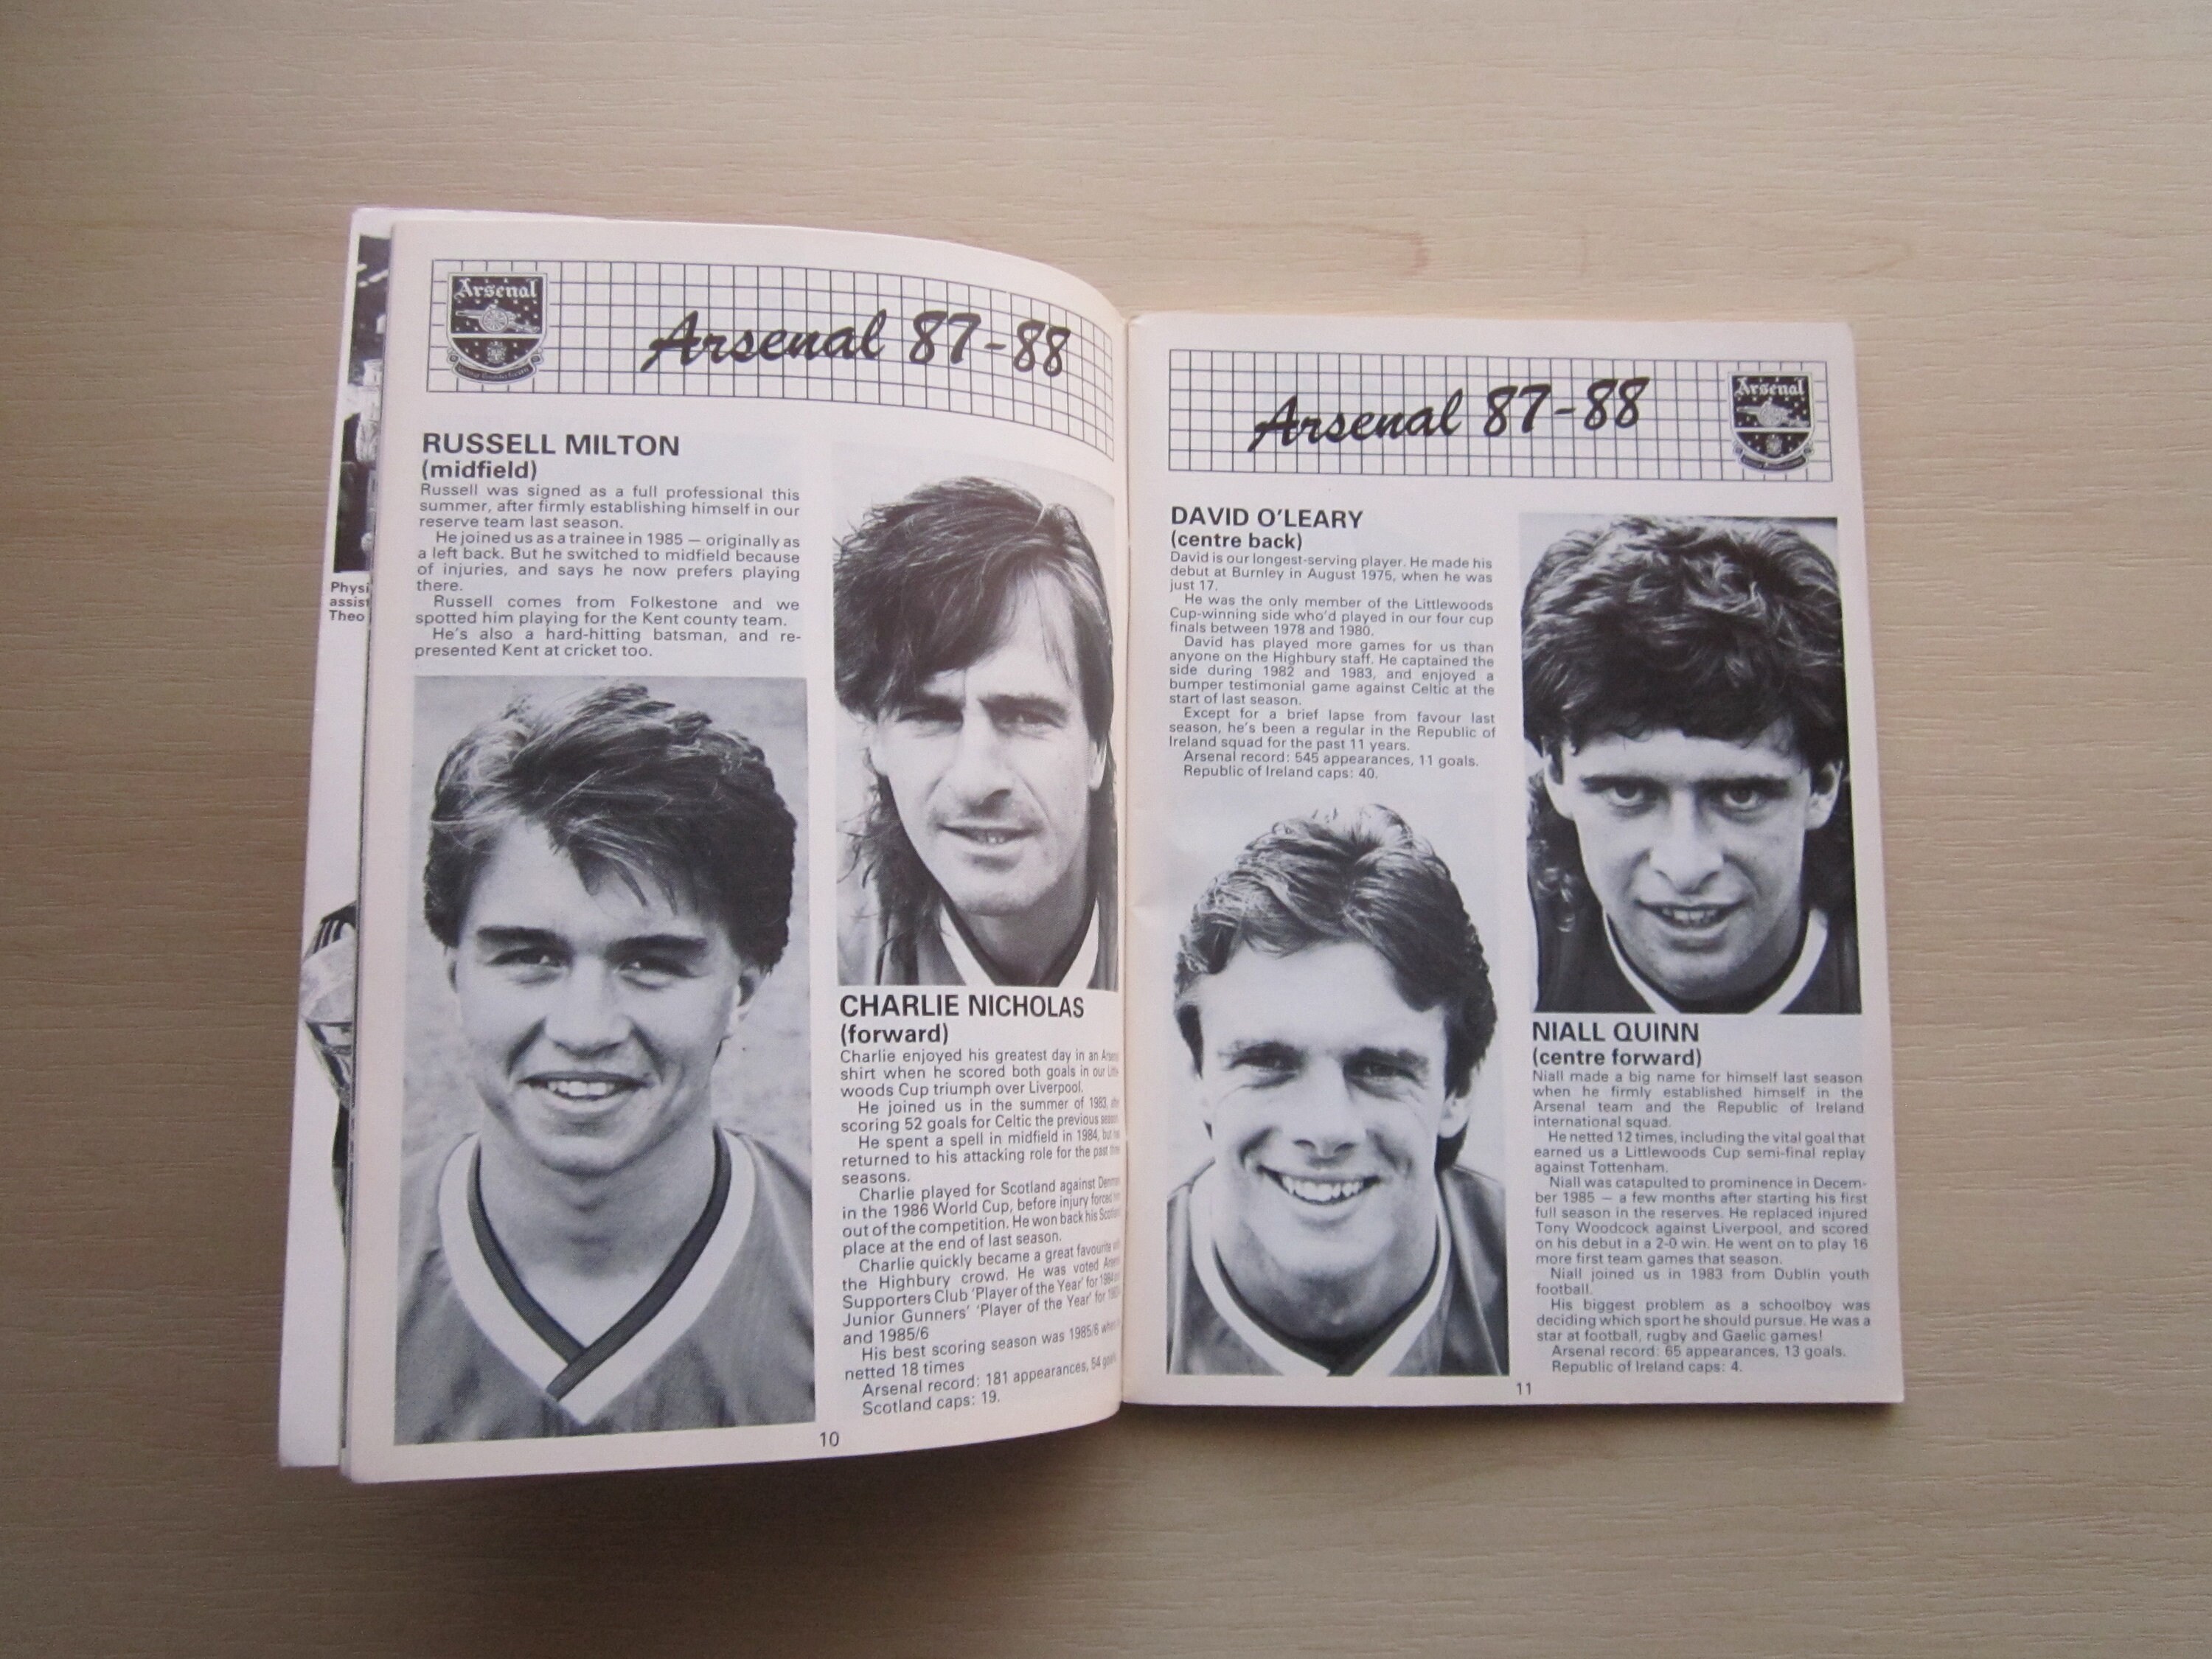 Physi
assist
Theo
Arsenal
Arsenal 87-88
RUSSELL MILTON
(midfield)
Russell was signed as a full professional this
summer, after firmly establishing himself in our
reserve team last season.
He joined us as a trainee in 1985 — originally as
a left back. But he switched to midfield because
of injuries, and says he now prefers playing
there.
Russell comes from Folkestone and we
spotted him playing for the Kent county team.
He's also a hard-hitting batsman, and re-
presented Kent at cricket too.
CHARLIE NICHOLAS
(forward)
Charlie enjoyed his greatest day in an Arsenal
shirt when he scored both goals in our Little-
woods Cup triumph over Liverpool.
He joined us in the summer of 1983, after
scoring 52 goals for Celtic the previous season.
He spent a spell in midfield in 1984, but has
returned to his attacking role for the past three
seasons.
Charlie played for Scotland against Denmark
in the 1986 World Cup, before injury forced him
out of the competition. He won back his Scotland
place at the end of last season.
Charlie quickly became a great favourite with
the Highbury crowd. He was voted Arsenal
Supporters Club 'Player of the Year' for 1984 and
Junior Gunners' 'Player of the Year' for
and 1985/6
His best scoring season was 1985/6 when he
netted 18 times
Arsenal record: 181 appearances, 54 goals.
Scotland caps: 19.
10
Arsenal 87-88
Arsenal
DAVID O'LEARY
(centre back)
David is our longest-serving player. He made his
debut at Burnley in August 1975, when he was
just 17.
He was the only member of the Littlewoods
Cup-winning side who'd played in our four cup
finals between 1978 and 1980.
David has played more games for us than
anyone on the Highbury staff. He captained the
side during 1982 and 1983, and enjoyed a
bumper testimonial game against Celtic at the
start of last season.
Except for a brief lapse from favour last
season, he's been a regular in the Republic of
Ireland squad for the past 11 years.
Arsenal record: 545 appearances, 11 goals.
Republic of Ireland caps: 40.
NIALL QUINN
(centre forward)
Niall made a big name for himself last season
when he firmly established himself in the
Arsenal team and the Republic of Ireland
international squad.
He netted 12 times, including the vital goal that
earned us a Littlewoods Cup semi-final replay
against Tottenham.
Niall was catapulted to prominence in Decem-
ber 1985 — a few months after starting his first
full season in the reserves. He replaced injured
Tony Woodcock against Liverpool, and scored
on his debut in a 2-0 win. He went on to play 16
more first team games that season.
Niall joined us in 1983 from Dublin youth
football.
His biggest problem as a schoolboy was
deciding which sport he should pursue. He was a
star at football, rugby and Gaelic games!
Arsenal record: 65 appearances, 13 goals.
Republic of Ireland caps: 4.
11